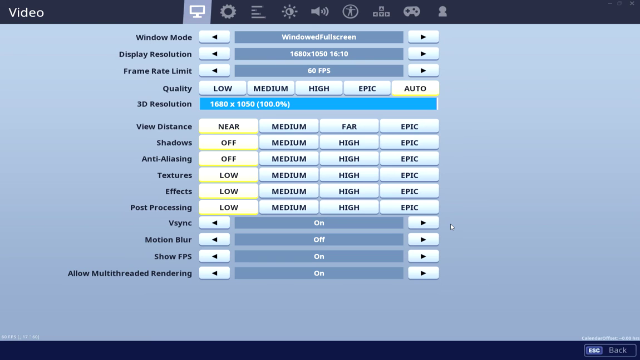 Video
Window Mode ◄ WindowedFullscreen ►
Display Resolution ◄ 1680x1050 16:10 ►
Frame Rate Limit ◄ 60 FPS ►
Quality LOW MEDIUM HIGH EPIC AUTO
3D Resolution 1680 x 1050 (100.0%)
View Distance NEAR MEDIUM FAR EPIC
Shadows OFF MEDIUM HIGH EPIC
Anti-Aliasing OFF MEDIUM HIGH EPIC
Textures LOW MEDIUM HIGH EPIC
Effects LOW MEDIUM HIGH EPIC
Post Processing LOW MEDIUM HIGH EPIC
Vsync ◄ On ►
Motion Blur ◄ Off ►
Show FPS ◄ On ►
Allow Multithreaded Rendering ◄ On ►
ESC Back